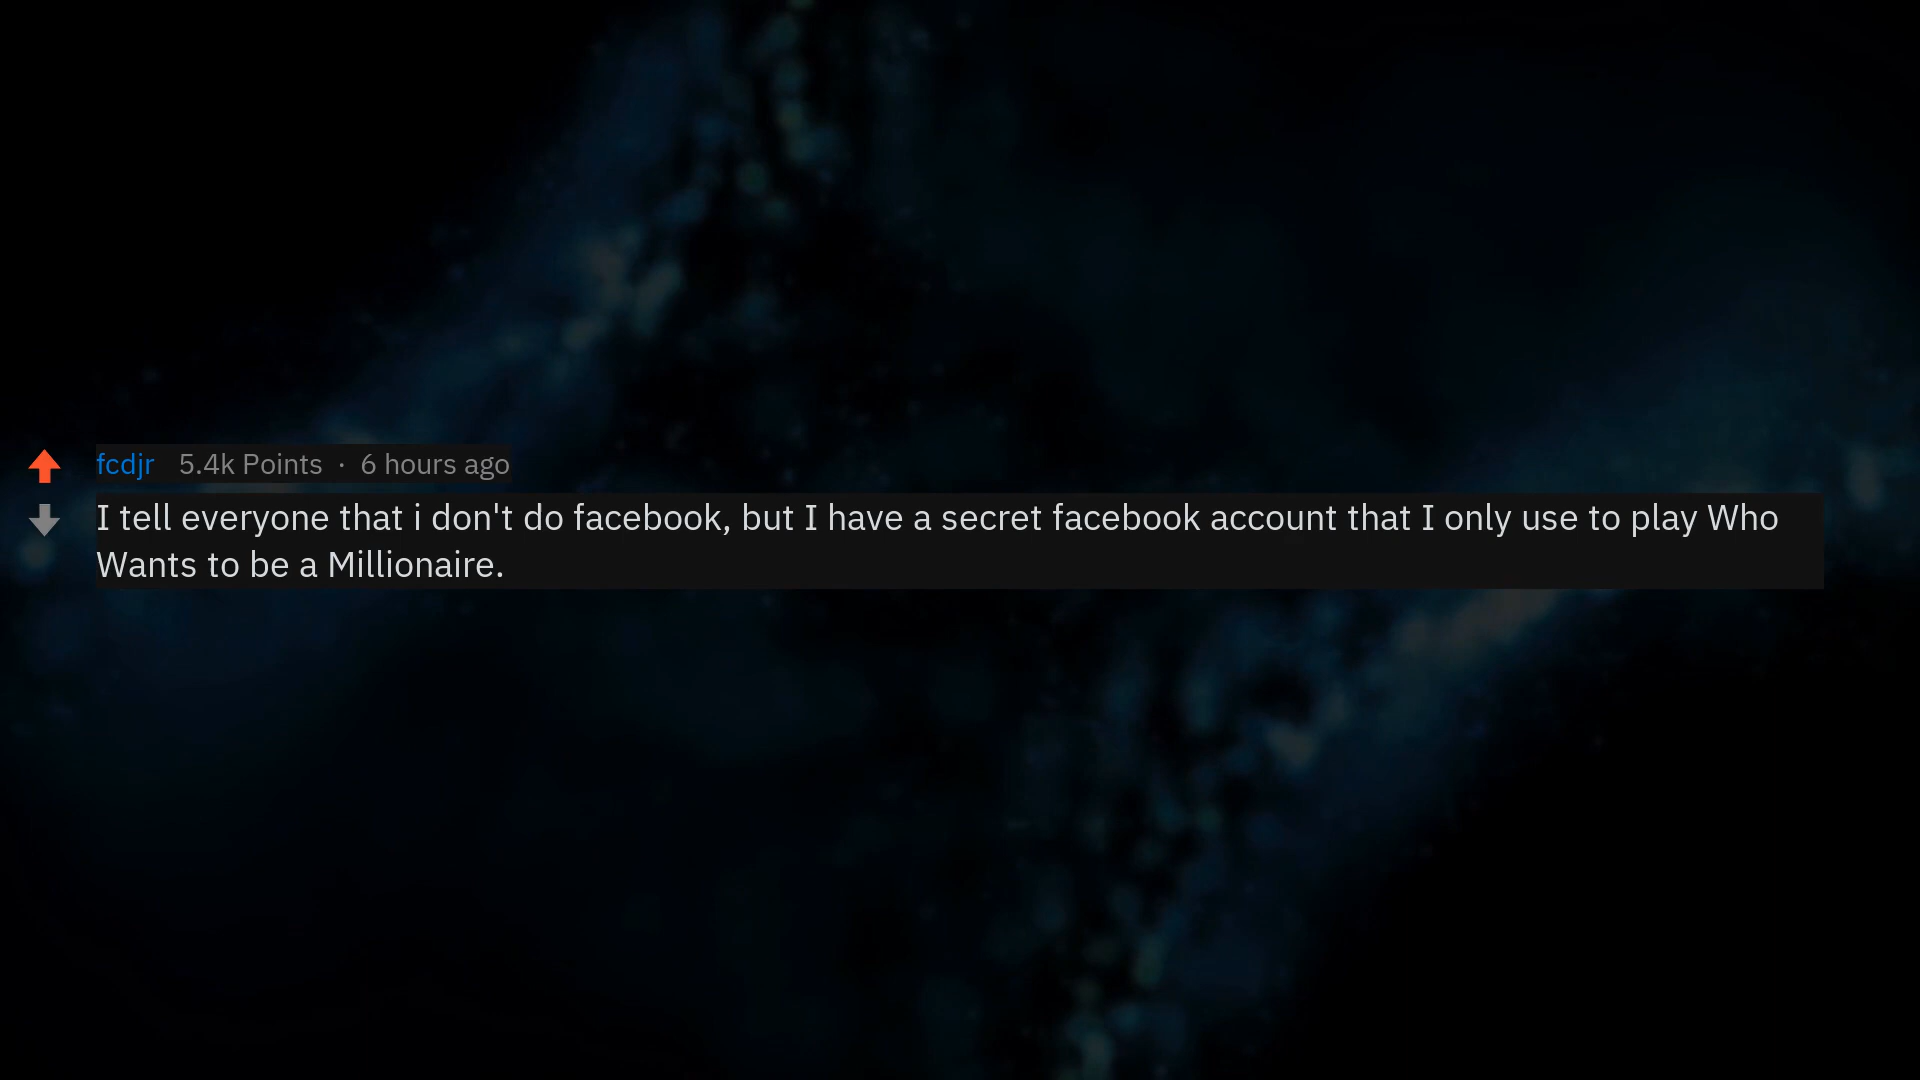 fcdjr 5.4k Points · 6 hours ago
I tell everyone that i don't do facebook, but I have a secret facebook account that I only use to play Who
Wants to be a Millionaire.